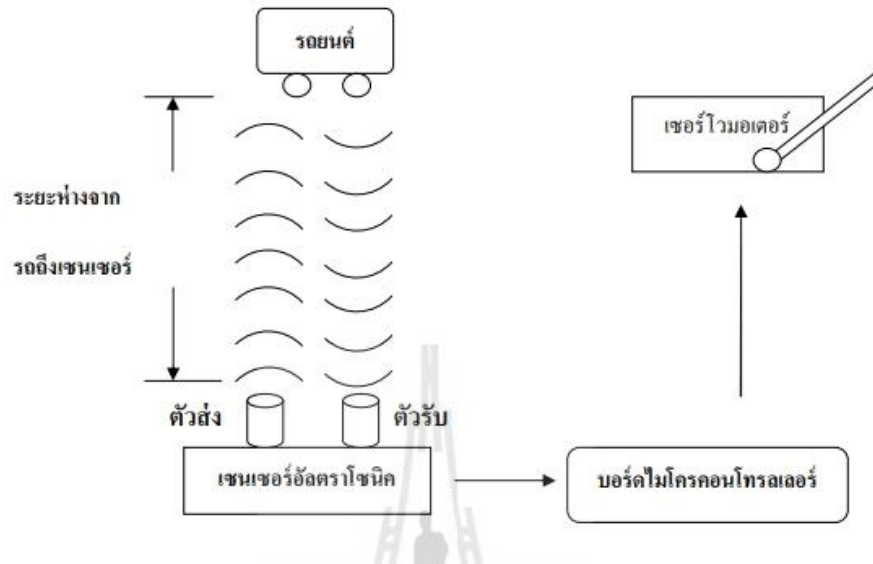 รถยนต์
เซอร์โวมอเตอร์
ระยะห่างจาก
รถถึงเซนเซอร์
ตัวส่ง
ตัวรับ
เซนเซอร์อัลตราโซนิค
บอร์ดไมโครคอนโทรลเลอร์